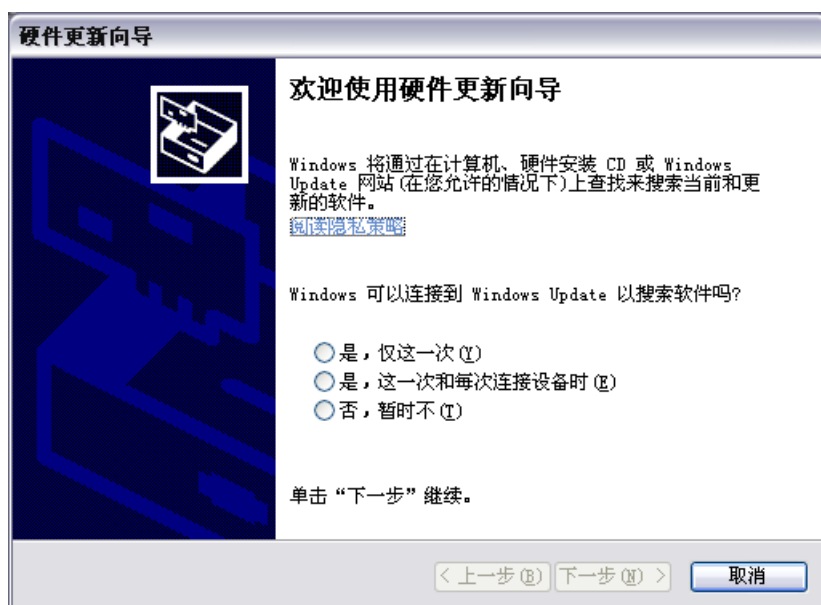 硬件更新向导
欢迎使用硬件更新向导
Windows 将通过在计算机、硬件安装 CD 或 Windows
Update 网站(在您允许的情况下)上查找来搜索当前和更
新的软件。
阅读隐私策略
Windows 可以连接到 Windows Update 以搜索软件吗?
是，仅这一次(Y)
是，这一次和每次连接设备时(E)
否，暂时不(T)
单击“下一步”继续。
< 上一步(B) 下一步(N) > 取消